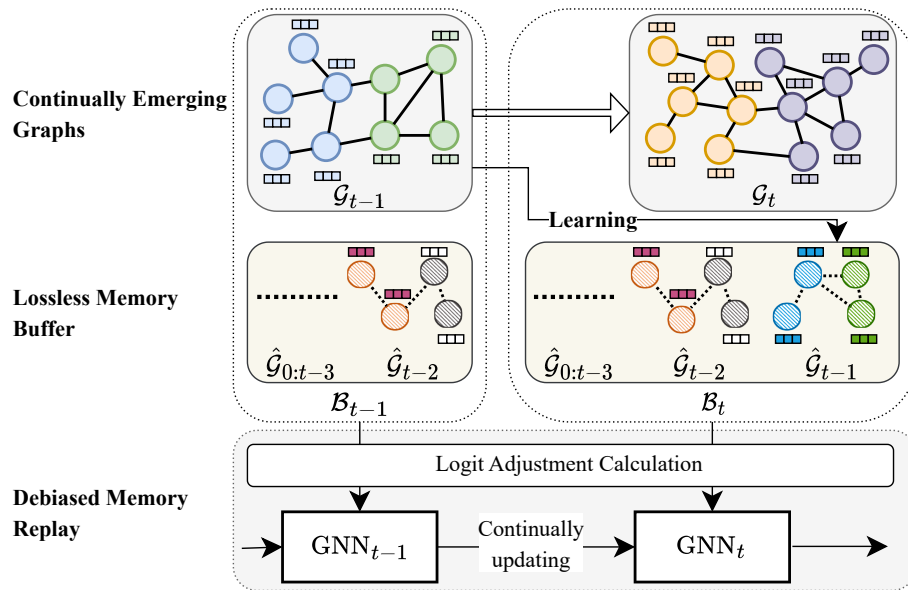 Continually Emerging
Graphs
𝒢_{t−1}
𝒢_t
Learning
Lossless Memory
Buffer
𝒢̂_{0:t−3}
𝒢̂_{t−2}
ℬ_{t−1}
𝒢̂_{0:t−3}
𝒢̂_{t−2}
𝒢̂_{t−1}
ℬ_t
Logit Adjustment Calculation
Debiased Memory
Replay
GNN_{t−1}
Continually
updating
GNN_t